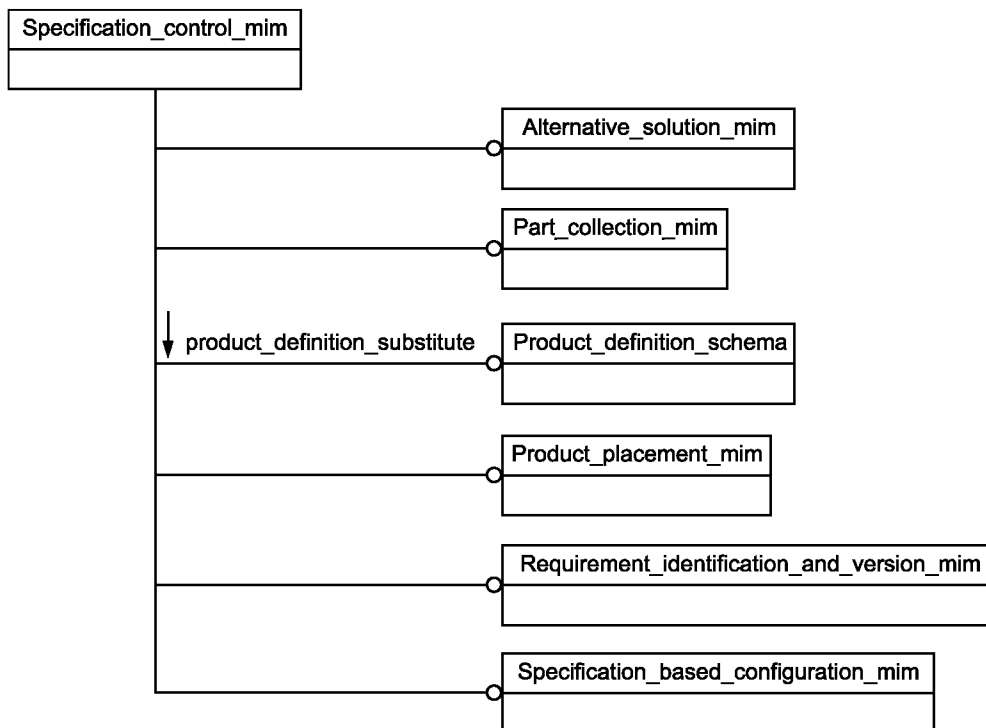 Specification_control_mim
Alternative_solution_mim
Part_collection_mim
product_definition_substitute
Product_definition_schema
Product_placement_mim
Requirement_identification_and_version_mim
Specification_based_configuration_mim